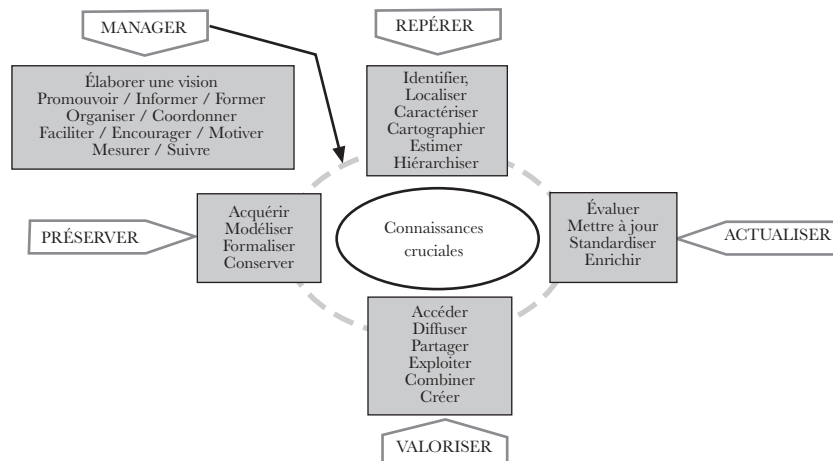 MANAGER
Élaborer une vision
Promouvoir / Informer / Former
Organiser / Coordonner
Faciliter / Encourager / Motiver
Mesurer / Suivre
REPÉRER
Identifier,
Localiser
Caractériser
Cartographier
Estimer
Hiérarchiser
PRÉSERVER
Acquérir
Modéliser
Formaliser
Conserver
Connaissances
cruciales
Évaluer
Mettre à jour
Standardiser
Enrichir
ACTUALISER
Accéder
Diffuser
Partager
Exploiter
Combiner
Créer
VALORISER